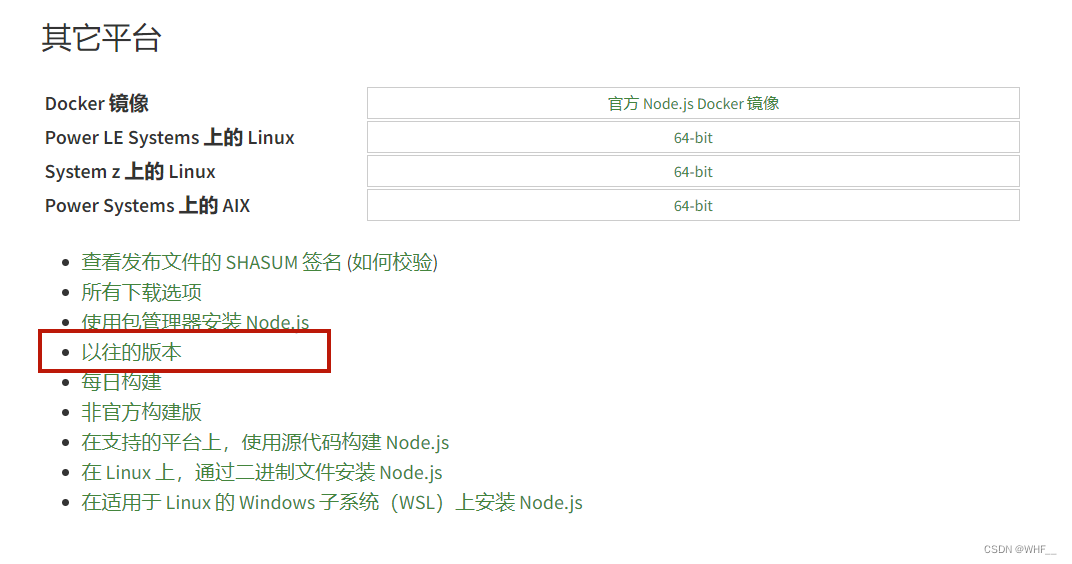 其它平台
Docker 镜像 官方 Node.js Docker 镜像
Power LE Systems 上的 Linux 64-bit
System z 上的 Linux 64-bit
Power Systems 上的 AIX 64-bit
查看发布文件的 SHASUM 签名 (如何校验)
所有下载选项
使用包管理器安装 Node.js
以往的版本
每日构建
非官方构建版
在支持的平台上，使用源代码构建 Node.js
在 Linux 上，通过二进制文件安装 Node.js
在适用于 Linux 的 Windows 子系统（WSL）上安装 Node.js
CSDN @WHF__